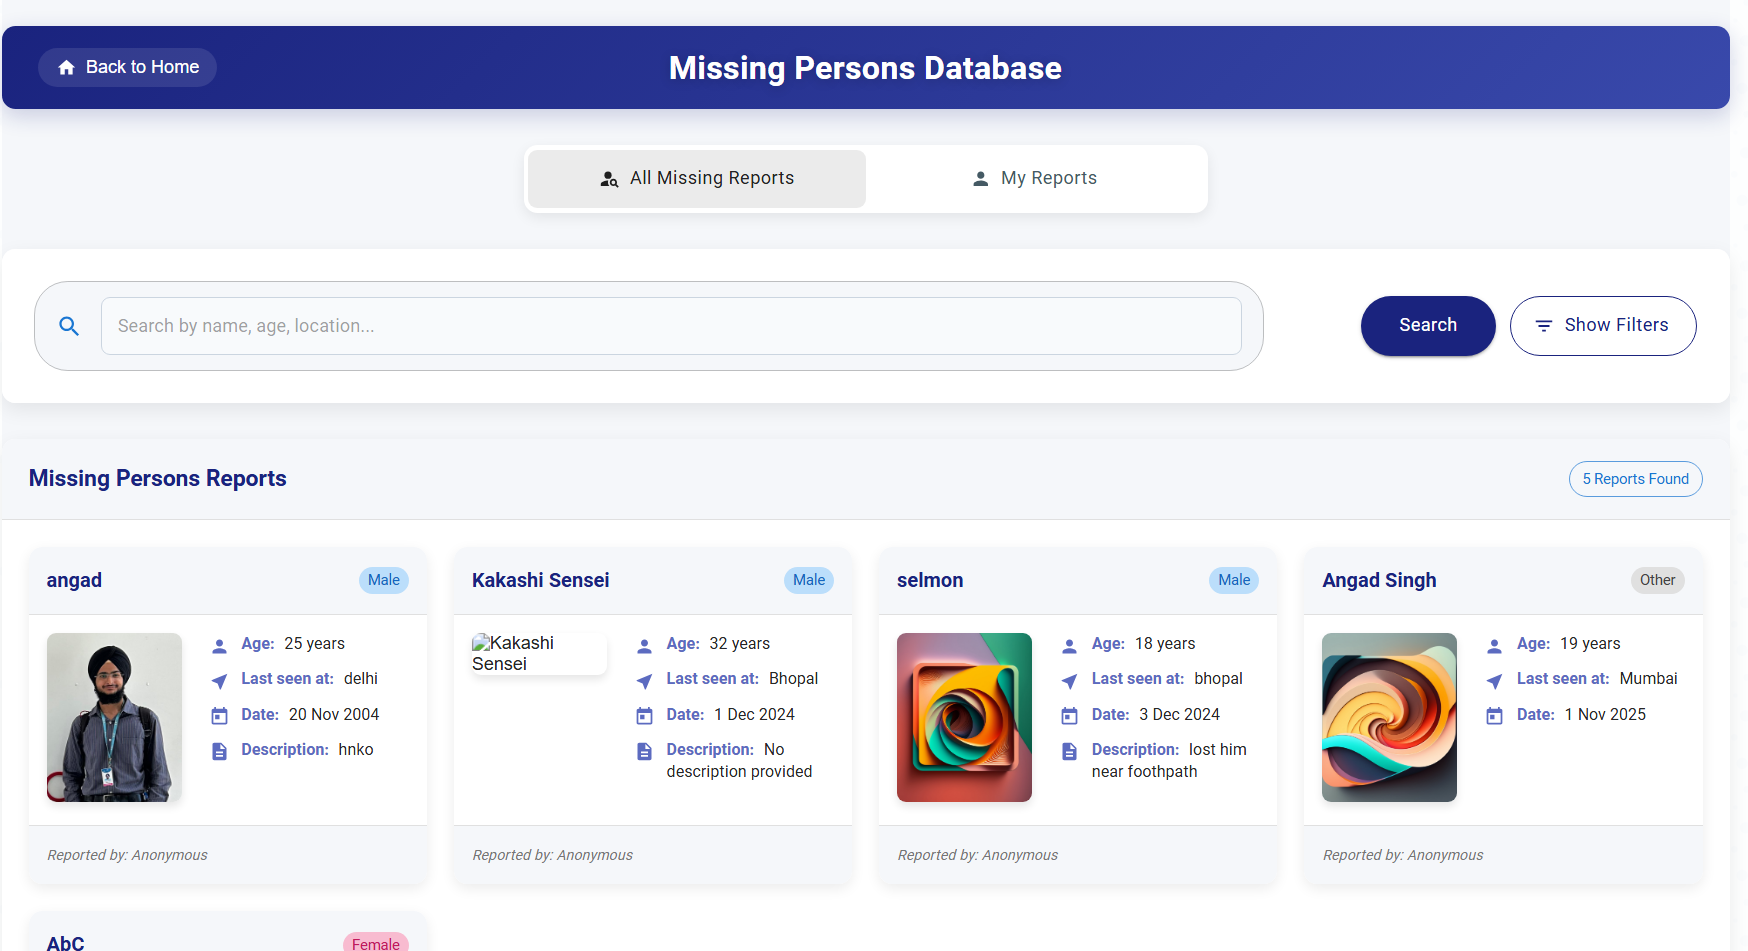 Back to Home
Missing Persons Database
All Missing Reports
My Reports
Search by name, age, location...
Search
Show Filters
Missing Persons Reports
5 Reports Found
angad
Male
Age: 25 years
Last seen at: delhi
Date: 20 Nov 2004
Description: hnko
Reported by: Anonymous
Kakashi Sensei
Male
Kakashi
Sensei
Age: 32 years
Last seen at: Bhopal
Date: 1 Dec 2024
Description: No
description provided
Reported by: Anonymous
selmon
Male
Age: 18 years
Last seen at: bhopal
Date: 3 Dec 2024
Description: lost him
near foothpath
Reported by: Anonymous
Angad Singh
Other
Age: 19 years
Last seen at: Mumbai
Date: 1 Nov 2025
Reported by: Anonymous
AbC
Female